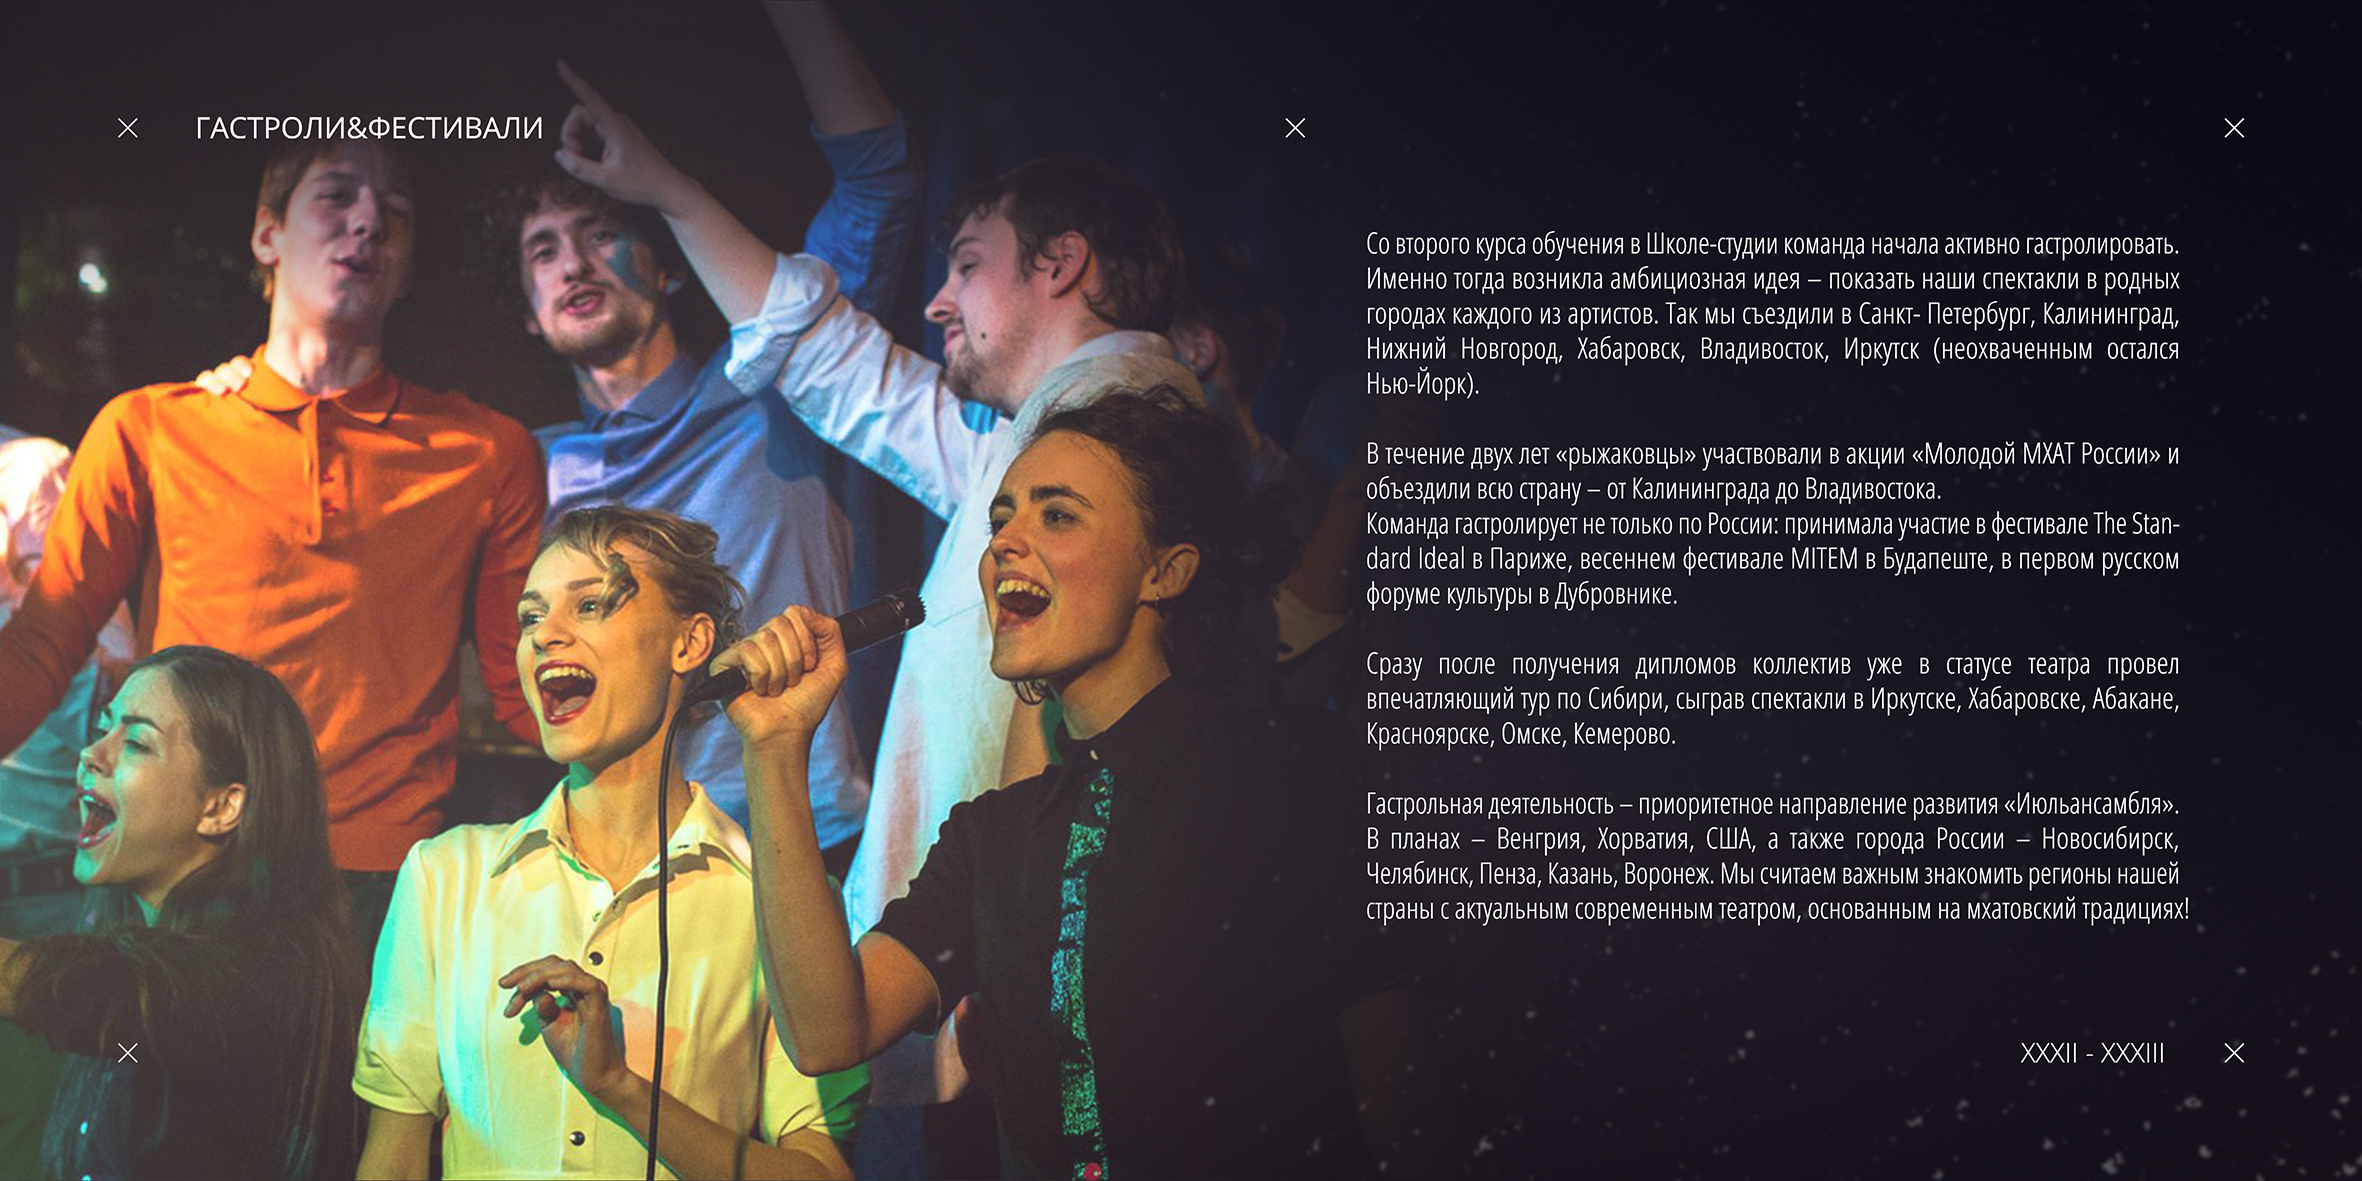 ГАСТРОЛИ&ФЕСТИВАЛИ
Со второго курса обучения в Школе-студии команда начала активно гастролировать.
Именно тогда возникла амбициозная идея – показать наши спектакли в родных
городах каждого из артистов. Так мы съездили в Санкт- Петербург, Калининград,
Нижний Новгород, Хабаровск, Владивосток, Иркутск (неохваченным остался
Нью-Йорк).
В течение двух лет «рыжаковцы» участвовали в акции «Молодой МХАТ России» и
объездили всю страну – от Калининграда до Владивостока.
Команда гастролирует не только по России: принимала участие в фестивале The Stan-
dard Ideal в Париже, весеннем фестивале MITEM в Будапеште, в первом русском
форуме культуры в Дубровнике.
Сразу после получения дипломов коллектив уже в статусе театра провел
впечатляющий тур по Сибири, сыграв спектакли в Иркутске, Хабаровске, Абакане,
Красноярске, Омске, Кемерово.
Гастрольная деятельность – приоритетное направление развития «Июльансамбля».
В планах – Венгрия, Хорватия, США, а также города России – Новосибирск,
Челябинск, Пенза, Казань, Воронеж. Мы считаем важным знакомить регионы нашей
страны с актуальным современным театром, основанным на мхатовский традициях!
XXXII - XXXIII